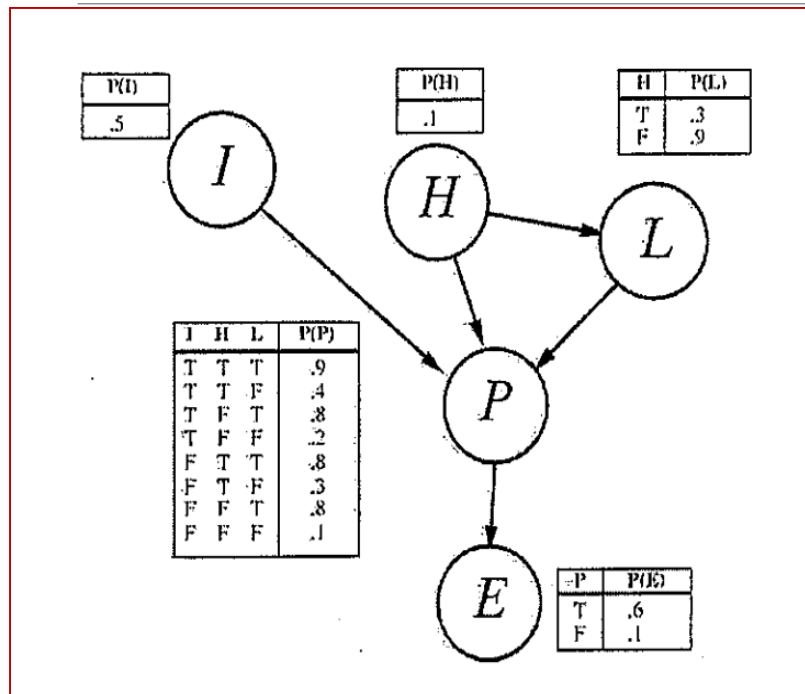 P(I)
.5
P(H)
.1
H P(L)
T .3
F .9
I
H
L
I H L P(P)
T T T .9
T T F .4
T F T .8
T F F .2
F T T .8
F T F .3
F F T .8
F F F .1
P
E
P P(E)
T .6
F .1